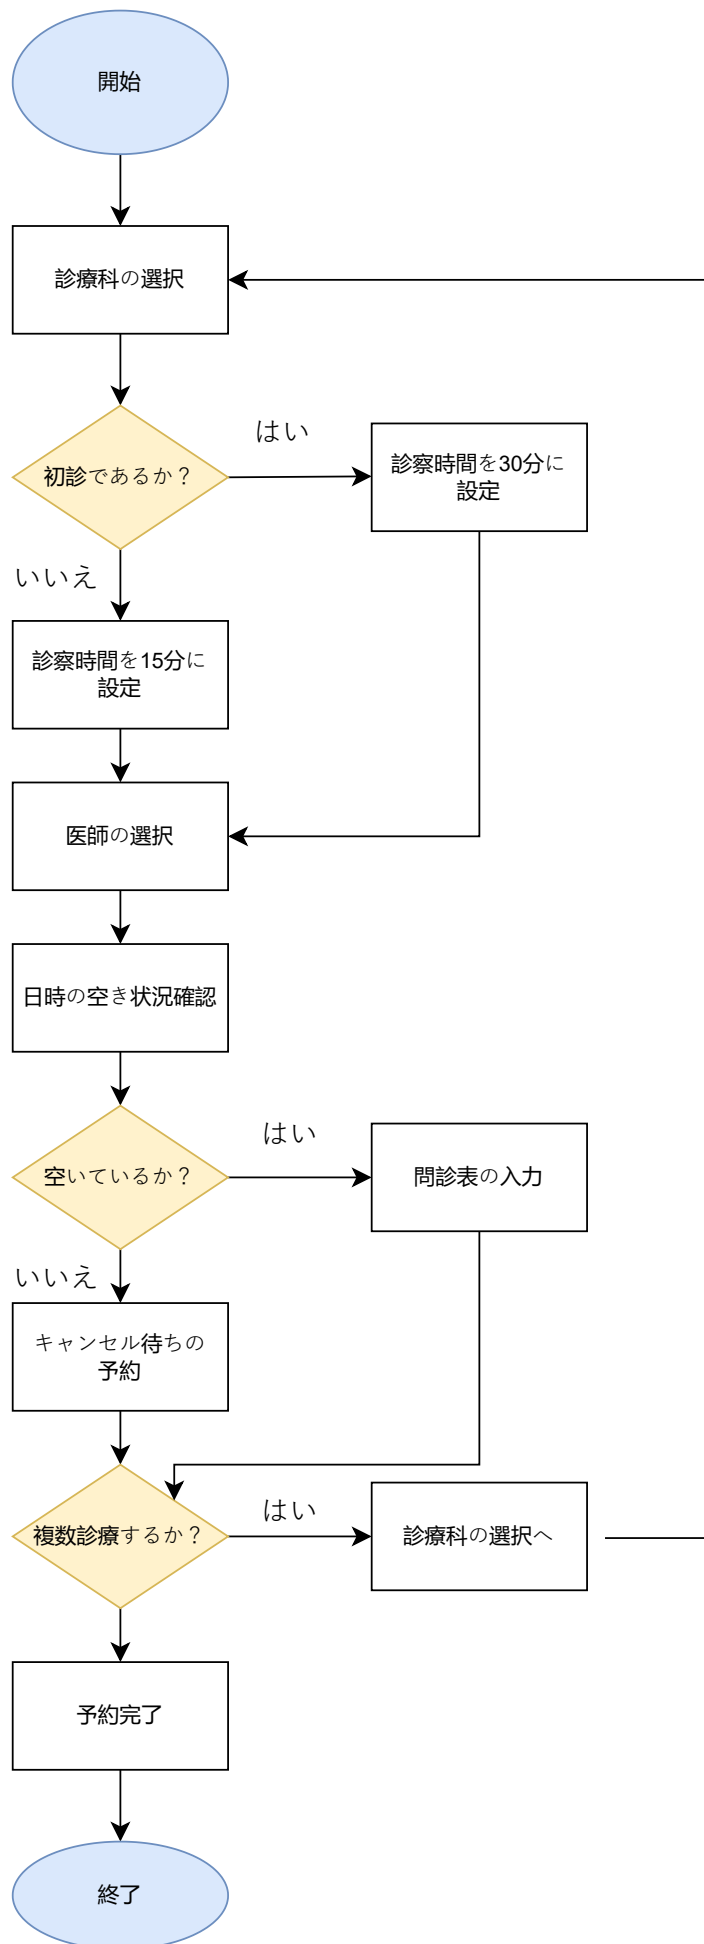 開始
診療科の選択
初診であるか？
はい
診察時間を30分に
設定
いいえ
診察時間を15分に
設定
医師の選択
日時の空き状況確認
空いているか？
はい
問診表の入力
いいえ
キャンセル待ちの
予約
複数診療するか？
はい
診療科の選択へ
予約完了
終了